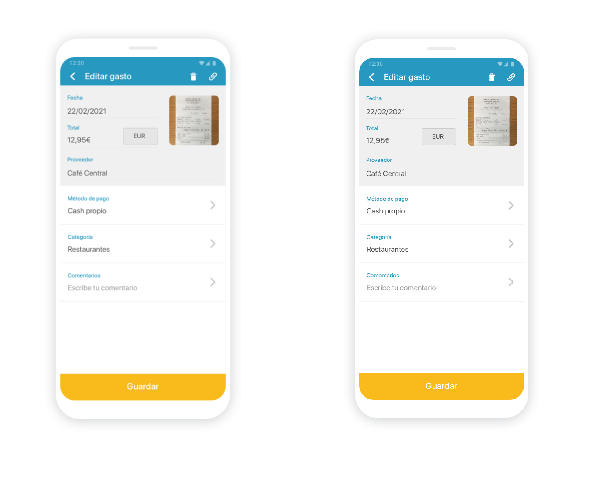 12:30
Editar gasto
Fecha
22/02/2021
Total
12,95€
EUR
Proveedor
Café Central
Método de pago
Cash propio
Categoría
Restaurantes
Comentarios
Escribe tu comentario
Guardar
12:30
Editar gasto
Fecha
22/02/2021
Total
12,95€
EUR
Proveedor
Café Central
Método de pago
Cash propio
Categoría
Restaurantes
Comentarios
Escribe tu comentario
Guardar